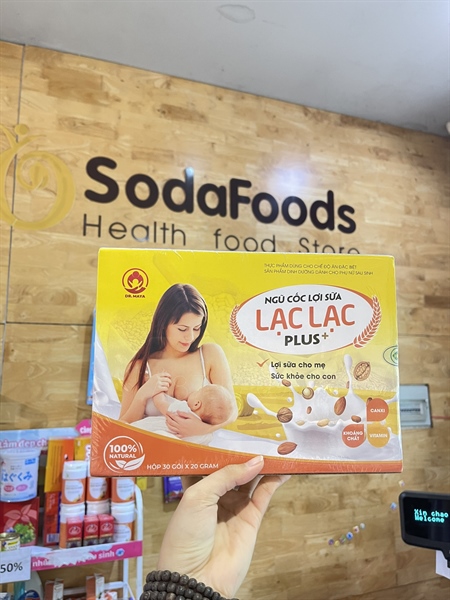 SodaFoods
Health food Store
"THỰC PHẨM DÙNG CHO CHẾ ĐỘ ĂN ĐẶC BIỆT"
SẢN PHẨM DINH DƯỠNG DÀNH CHO PHỤ NỮ SAU SINH
DR. MAYA
NGŨ CỐC LỢI SỮA
LẠC LẠC
PLUS+
Lợi sữa cho mẹ
Sức khỏe cho con
CANXI
KHOÁNG CHẤT
VITAMIN
100%
NATURAL
HỘP 30 GÓI X 20 GRAM
Xin chao
Welcome
50%